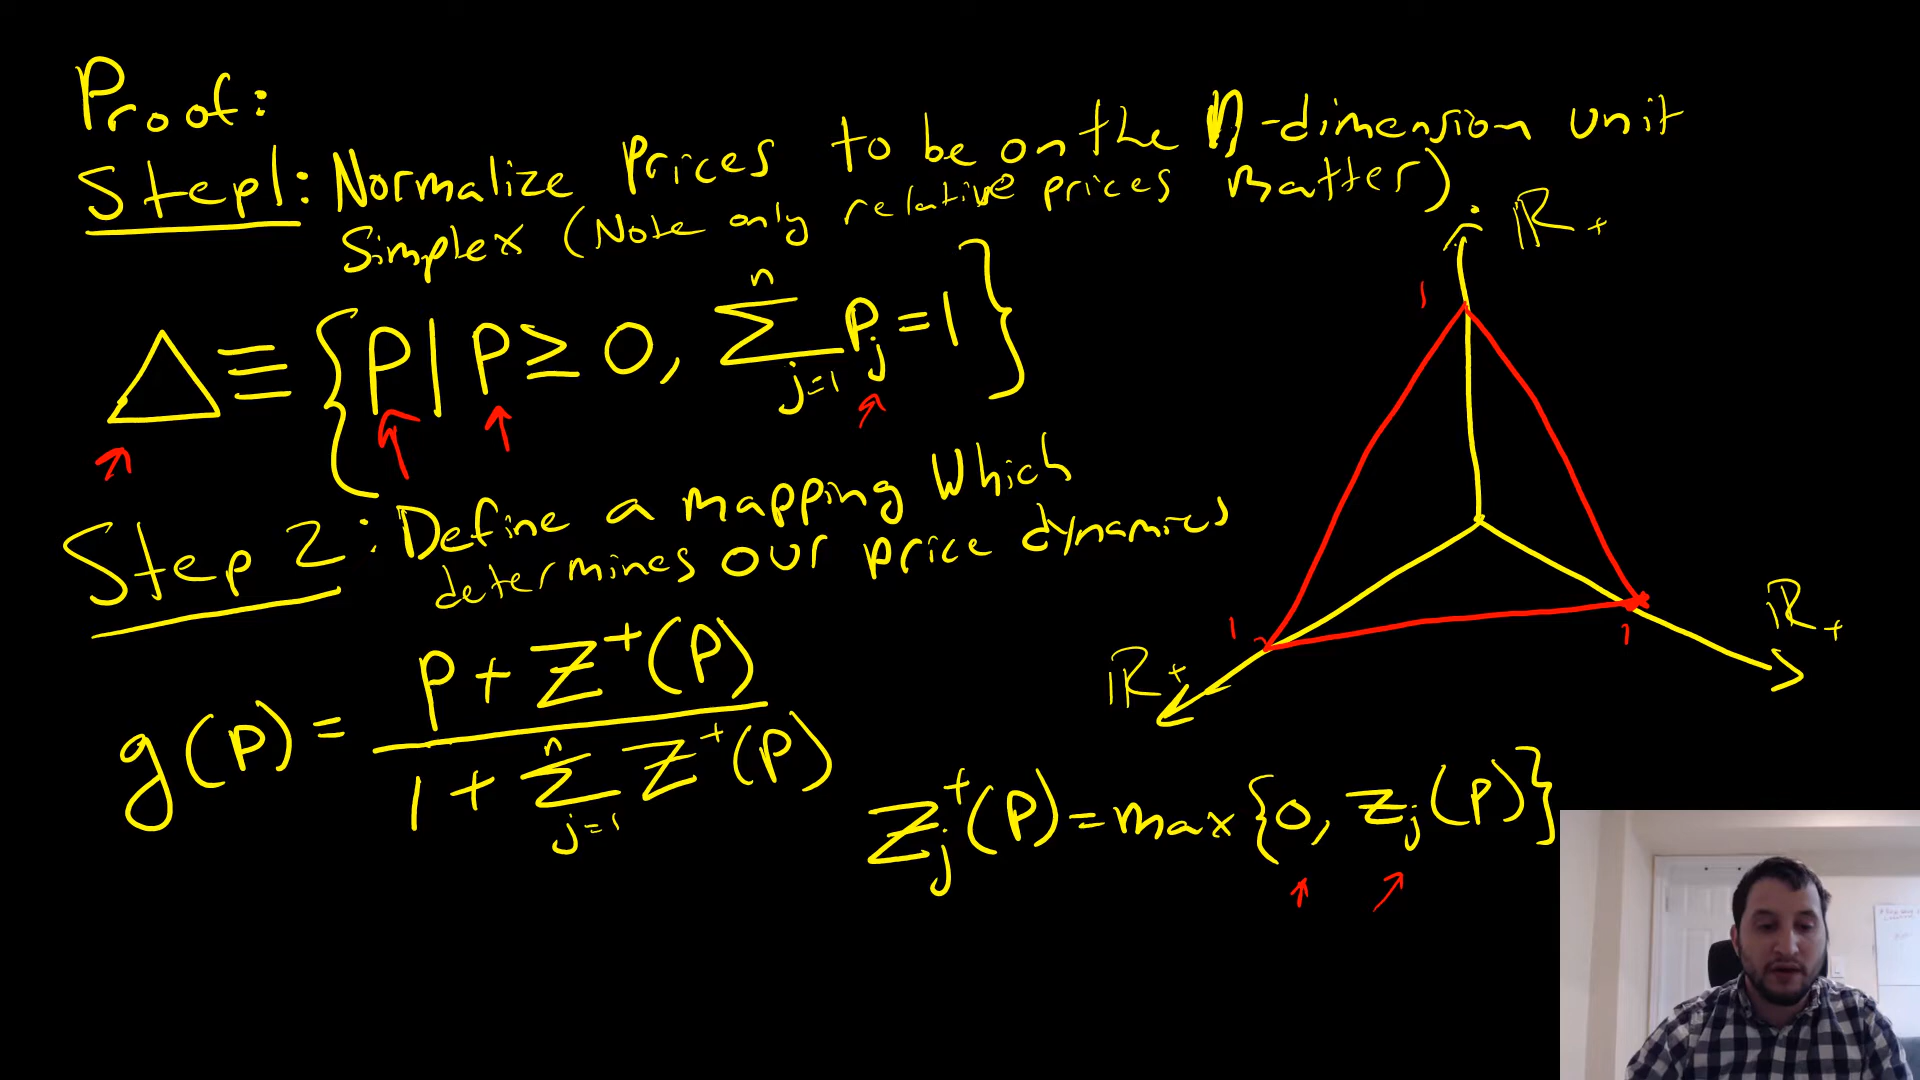 Proof:
Step 1: Normalize Prices to be on the n-dimension unit
Simplex (Note only relative prices matter)
Δ ≡ {P | P ≥ 0, Σ_{j=1}^{n} P_j = 1}
Step 2: Define a mapping which
determines our price dynamics
g(P) = (P + Z⁺(P)) / (1 + Σ_{j=1}^{n} Z⁺(P))
Z_j⁺(P) = max{0, Z_j(P)}
ℝ₊
1
1
1
ℝ₊
ℝ₊